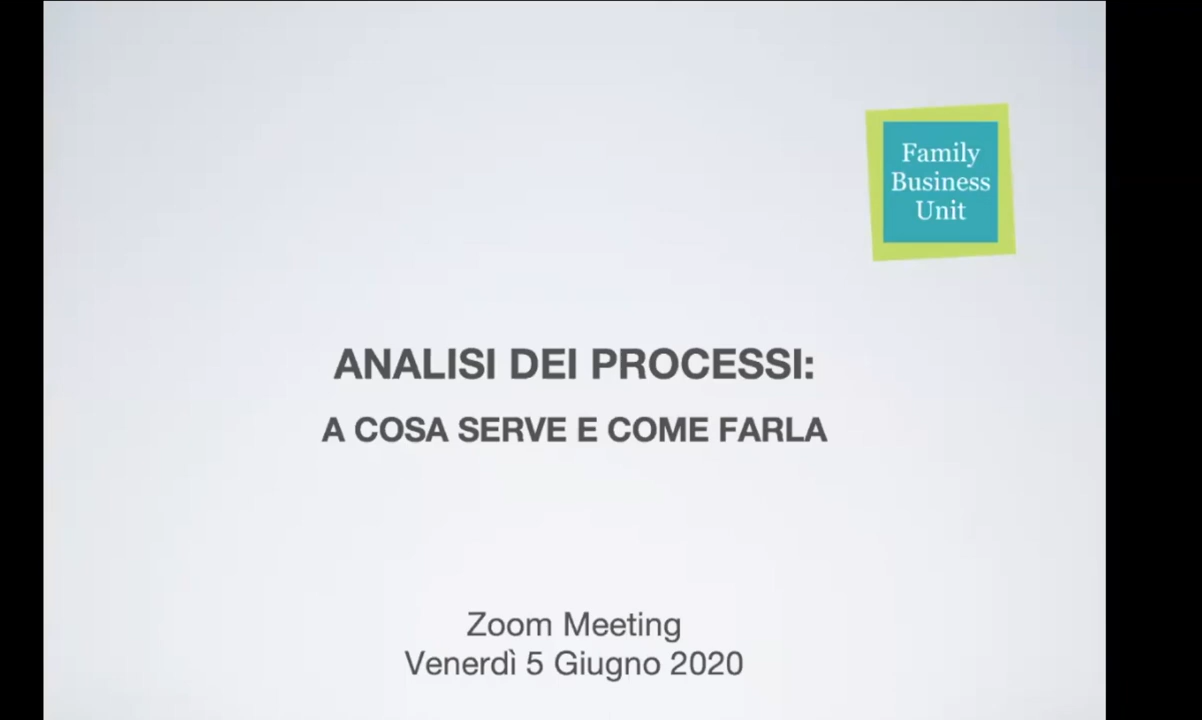 Family
Business
Unit
ANALISI DEI PROCESSI:
A COSA SERVE E COME FARLA
Zoom Meeting
Venerdì 5 Giugno 2020